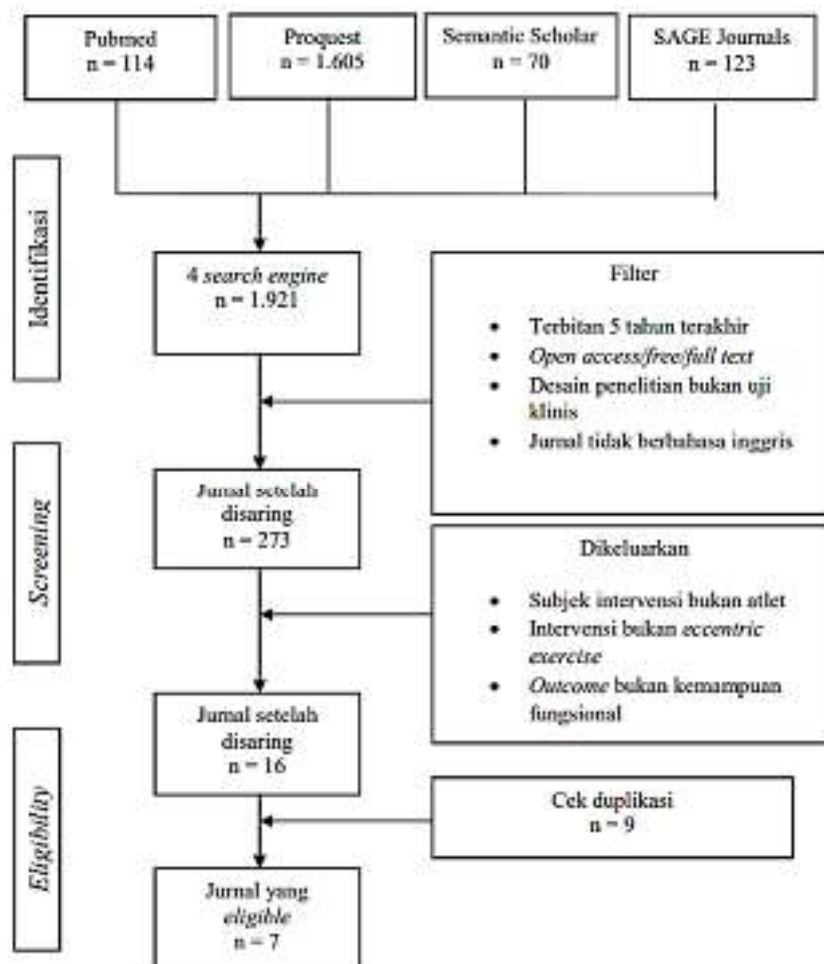 Pubmed
n = 114
Proquest
n = 1.605
Semantic Scholar
n = 70
SAGE Journals
n = 123
Identifikasi
4 search engine
n = 1.921
Filter
• Terbitan 5 tahun terakhir
• Open access/free/full text
• Desain penelitian bukan uji
klinis
• Jurnal tidak berbahasa inggris
Screening
Jurnal setelah
disaring
n = 273
Dikeluarkan
• Subjek intervensi bukan atlet
• Intervensi bukan eccentric
exercise
• Outcome bukan kemampuan
fungsional
Eligibility
Jurnal setelah
disaring
n = 16
Cek duplikasi
n = 9
Jurnal yang
eligible
n = 7